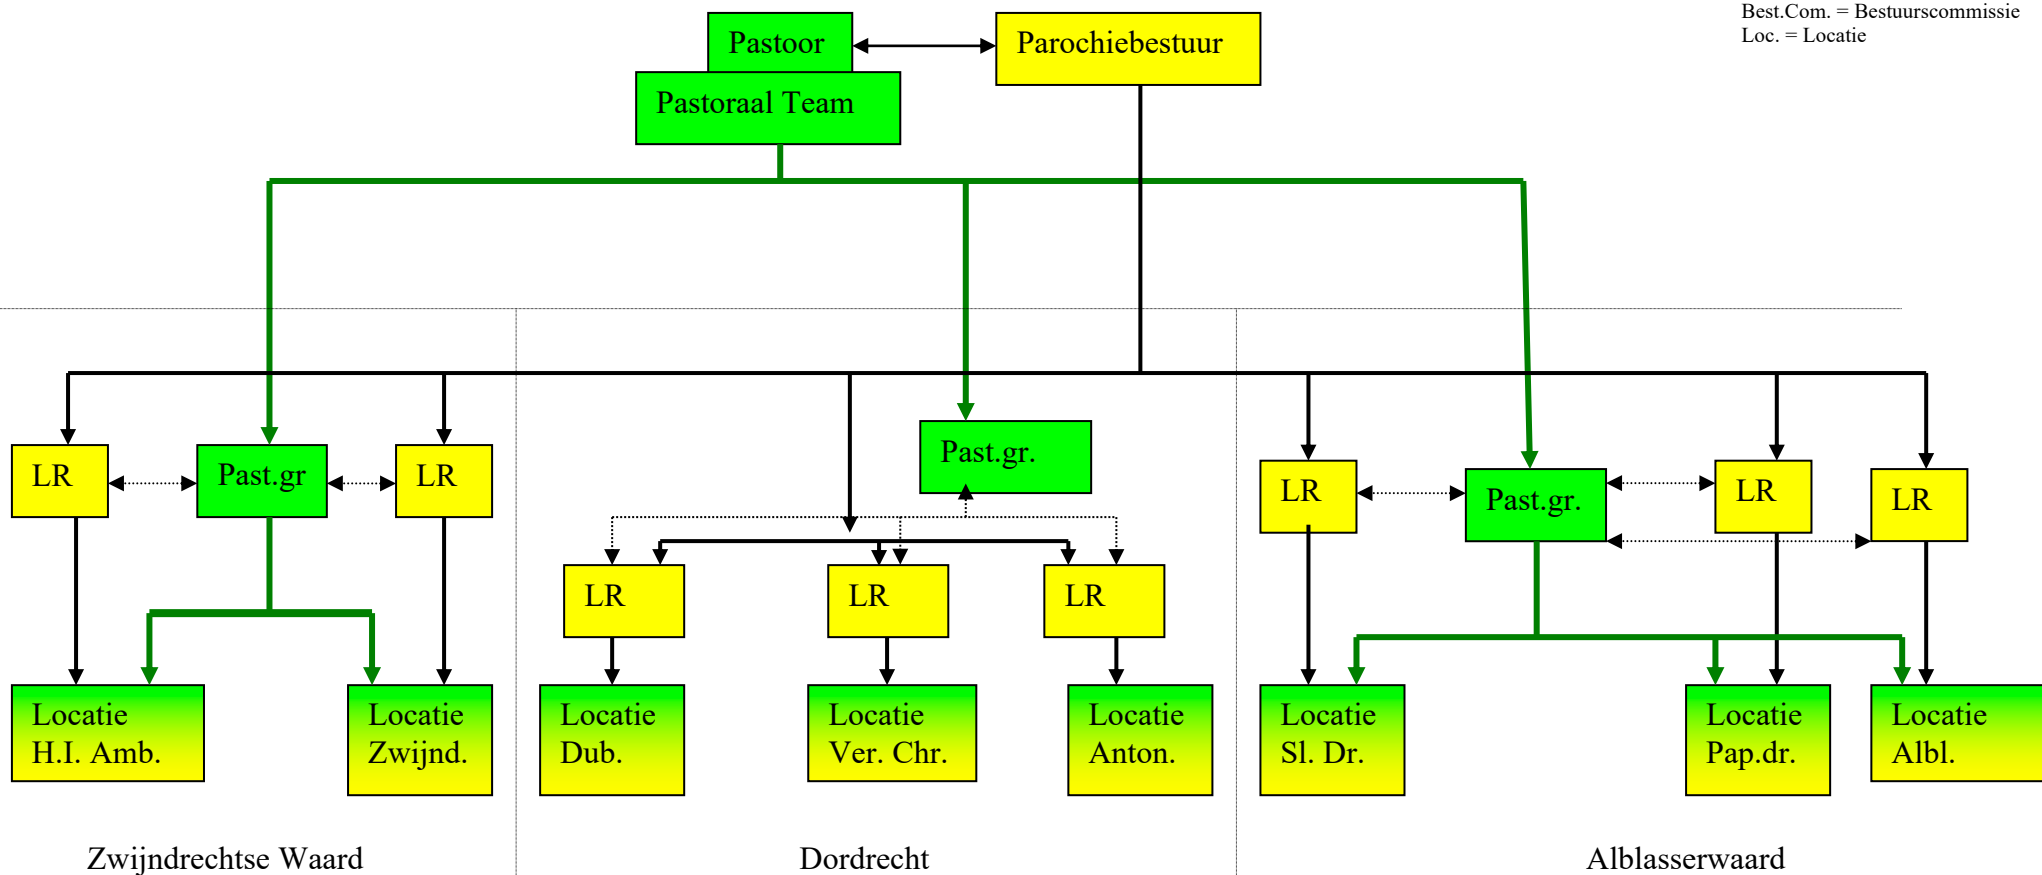 Best.Com. = Bestuurscommissie
Loc. = Locatie
Pastoor
Parochiebestuur
Pastoraal Team
LR
Past.gr
LR
Past.gr.
LR
Past.gr.
LR
LR
LR
LR
LR
Locatie
H.I. Amb.
Locatie
Zwijnd.
Locatie
Dub.
Locatie
Ver. Chr.
Locatie
Anton.
Locatie
Sl. Dr.
Locatie
Pap.dr.
Locatie
Albl.
Zwijndrechtse Waard
Dordrecht
Alblasserwaard